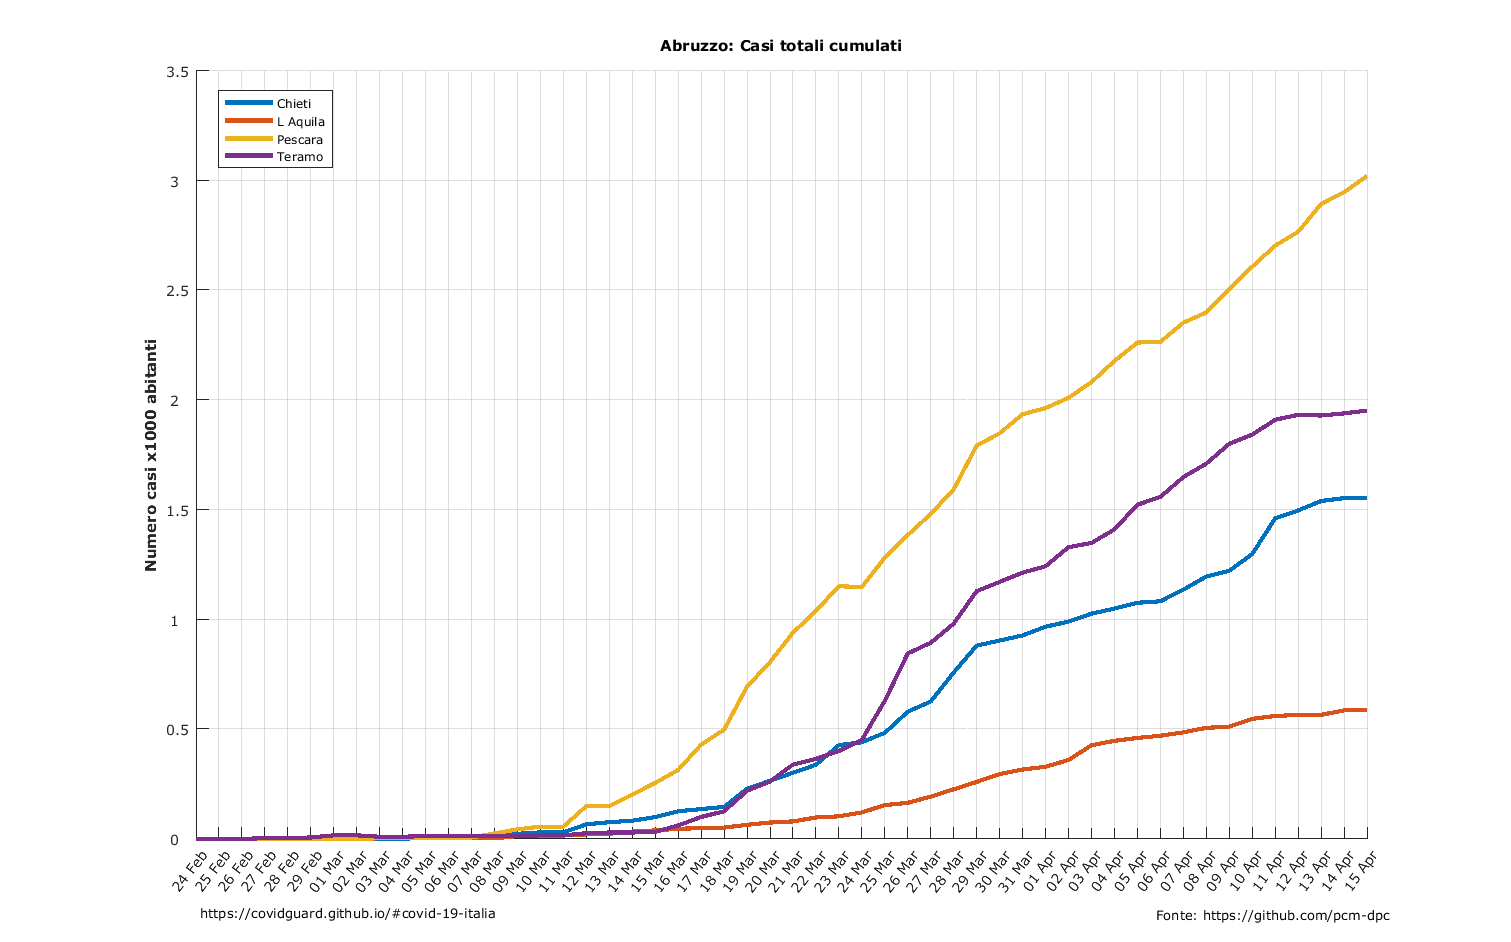 Abruzzo: Casi totali cumulati
3.5
3
2.5
2
1.5
1
0.5
0
Numero casi x1000 abitanti
Chieti
L Aquila
Pescara
Teramo
24 Feb
25 Feb
26 Feb
27 Feb
28 Feb
29 Feb
01 Mar
02 Mar
03 Mar
04 Mar
05 Mar
06 Mar
07 Mar
08 Mar
09 Mar
10 Mar
11 Mar
12 Mar
13 Mar
14 Mar
15 Mar
16 Mar
17 Mar
18 Mar
19 Mar
20 Mar
21 Mar
22 Mar
23 Mar
24 Mar
25 Mar
26 Mar
27 Mar
28 Mar
29 Mar
30 Mar
31 Mar
01 Apr
02 Apr
03 Apr
04 Apr
05 Apr
06 Apr
07 Apr
08 Apr
09 Apr
10 Apr
11 Apr
12 Apr
13 Apr
14 Apr
15 Apr
https://covidguard.github.io/#covid-19-italia
Fonte: https://github.com/pcm-dpc